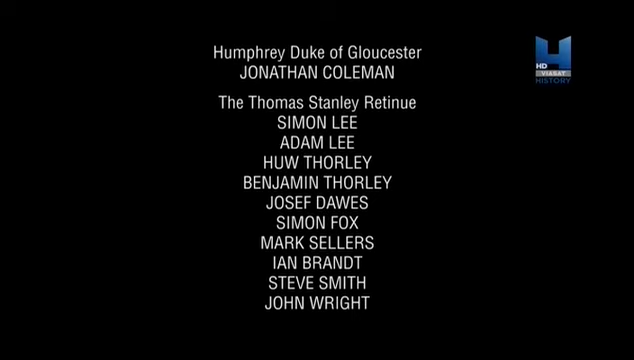 Humphrey Duke of Gloucester
JONATHAN COLEMAN
The Thomas Stanley Retinue
SIMON LEE
ADAM LEE
HUW THORLEY
BENJAMIN THORLEY
JOSEF DAWES
SIMON FOX
MARK SELLERS
IAN BRANDT
STEVE SMITH
JOHN WRIGHT
HD
VIASAT
HISTORY